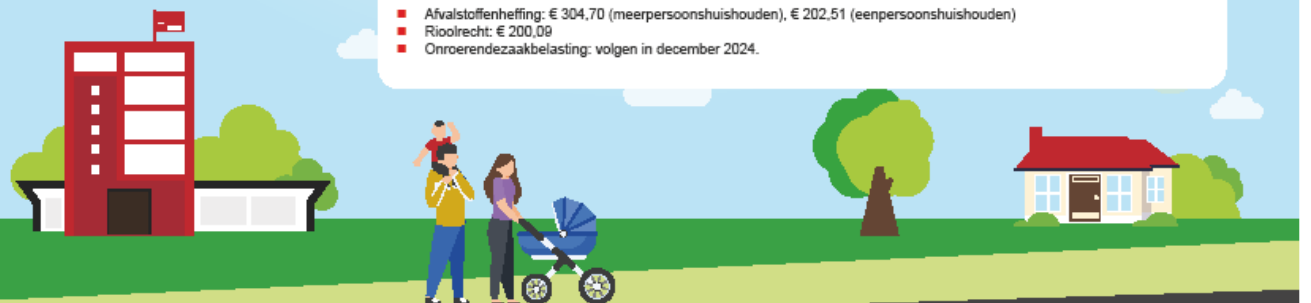 Afvalstoffenheffing: € 304,70 (meerpersoonshuishouden), € 202,51 (eenpersoonshuishouden)
Rioolrecht: € 200,09
Onroerendezaakbelasting: volgen in december 2024.